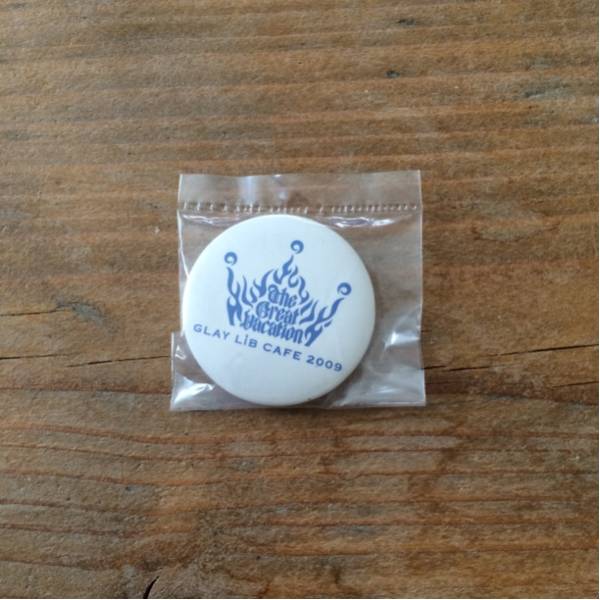 The
Great
Vacation
GLAY LiB CAFE 2009